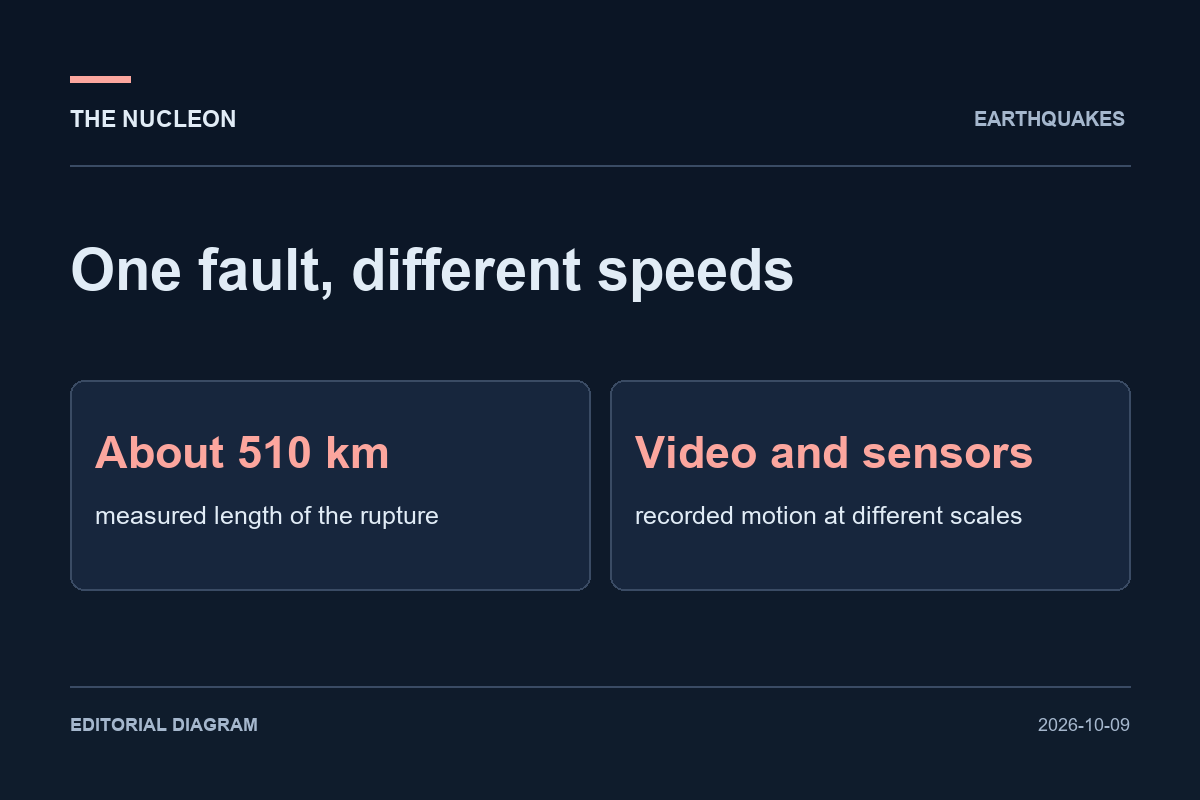 THE NUCLEON
EARTHQUAKES
One fault, different speeds
About 510 km
measured length of the rupture
Video and sensors
recorded motion at different scales
EDITORIAL DIAGRAM
2026-10-09